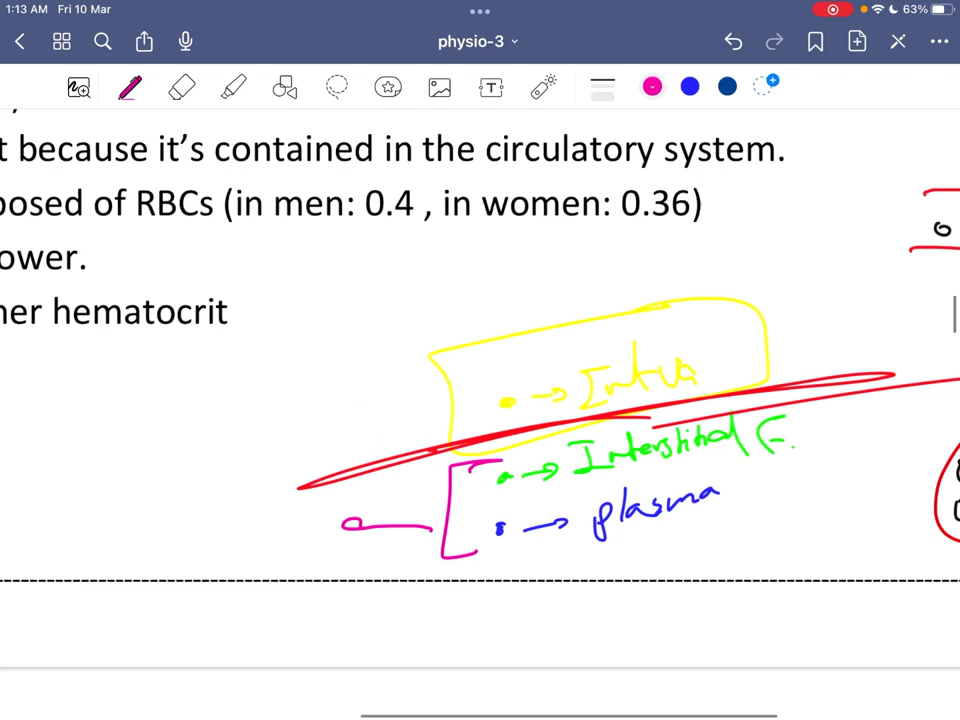 1:13 AM Fri 10 Mar
63%
physio-3
t because it’s contained in the circulatory system.
posed of RBCs (in men: 0.4 , in women: 0.36)
ower.
ner hematocrit
→ Intra
→ Interstitial F.
→ plasma